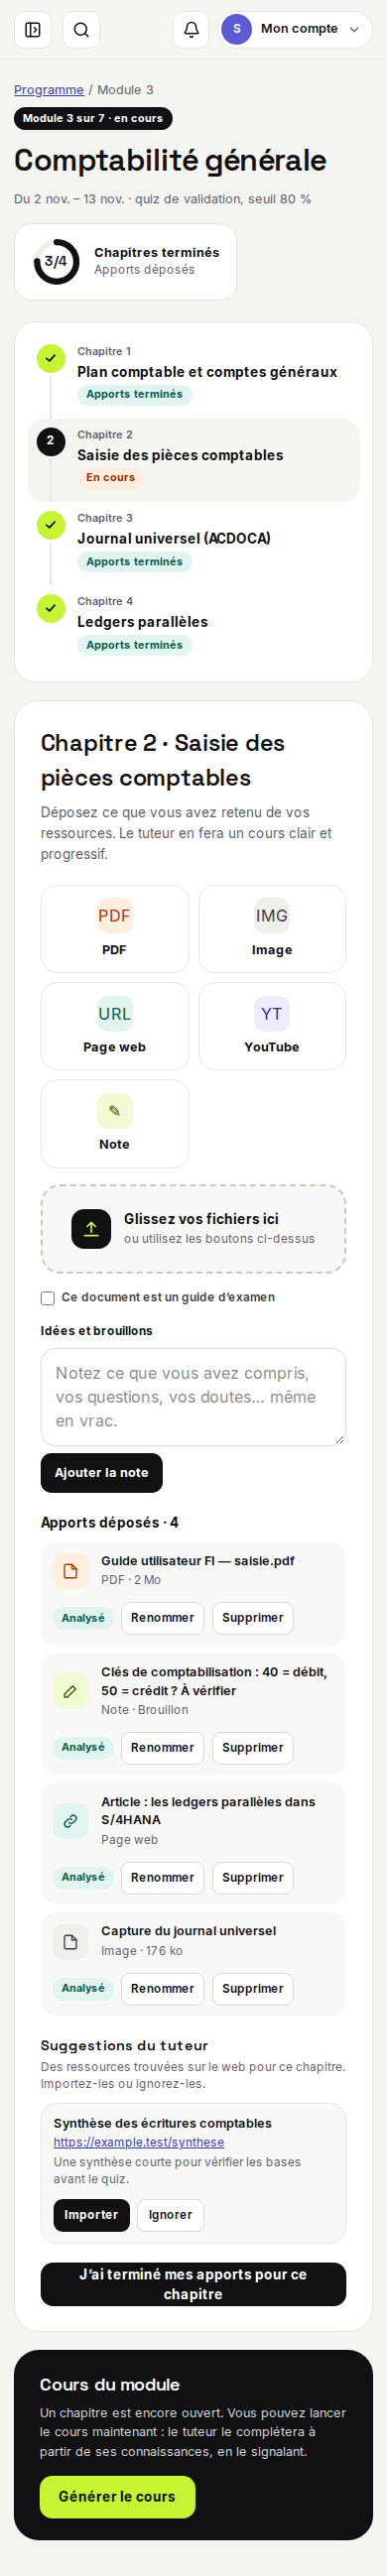 S Mon compte
Programme / Module 3
Module 3 sur 7 · en cours
Comptabilité générale
Du 2 nov. – 13 nov. · quiz de validation, seuil 80 %
3/4
Chapitres terminés
Apports déposés
Chapitre 1
Plan comptable et comptes généraux
Apports terminés
2
Chapitre 2
Saisie des pièces comptables
En cours
Chapitre 3
Journal universel (ACDOCA)
Apports terminés
Chapitre 4
Ledgers parallèles
Apports terminés
Chapitre 2 · Saisie des
pièces comptables
Déposez ce que vous avez retenu de vos
ressources. Le tuteur en fera un cours clair et
progressif.
PDF
PDF
IMG
Image
URL
Page web
YT
YouTube
✎
Note
Glissez vos fichiers ici
ou utilisez les boutons ci-dessus
Ce document est un guide d’examen
Idées et brouillons
Notez ce que vous avez compris,
vos questions, vos doutes… même
en vrac.
Ajouter la note
Apports déposés · 4
Guide utilisateur FI — saisie.pdf
PDF · 2 Mo
Analysé Renommer Supprimer
Clés de comptabilisation : 40 = débit,
50 = crédit ? À vérifier
Note · Brouillon
Analysé Renommer Supprimer
Article : les ledgers parallèles dans
S/4HANA
Page web
Analysé Renommer Supprimer
Capture du journal universel
Image · 176 ko
Analysé Renommer Supprimer
Suggestions du tuteur
Des ressources trouvées sur le web pour ce chapitre.
Importez-les ou ignorez-les.
Synthèse des écritures comptables
https://example.test/synthese
Une synthèse courte pour vérifier les bases
avant le quiz.
Importer Ignorer
J’ai terminé mes apports pour ce
chapitre
Cours du module
Un chapitre est encore ouvert. Vous pouvez lancer
le cours maintenant : le tuteur le complétera à
partir de ses connaissances, en le signalant.
Générer le cours